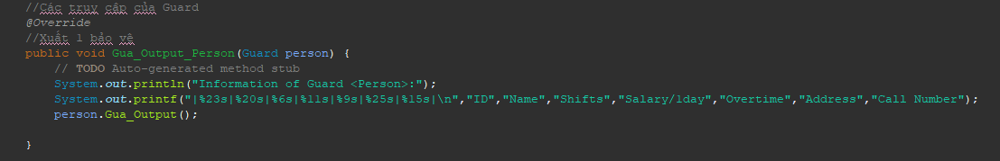 //Các truy cập của Guard
@Override
//Xuất 1 bảo vệ
public void Gua_Output_Person(Guard person) {
// TODO Auto-generated method stub
System.out.println("Information of Guard <Person>:");
System.out.printf("|%23s|%20s|%6s|%11s|%9s|%25s|%15s|\n","ID","Name","Shifts","Salary/1day","Overtime","Address","Call Number");
person.Gua_Output();
}